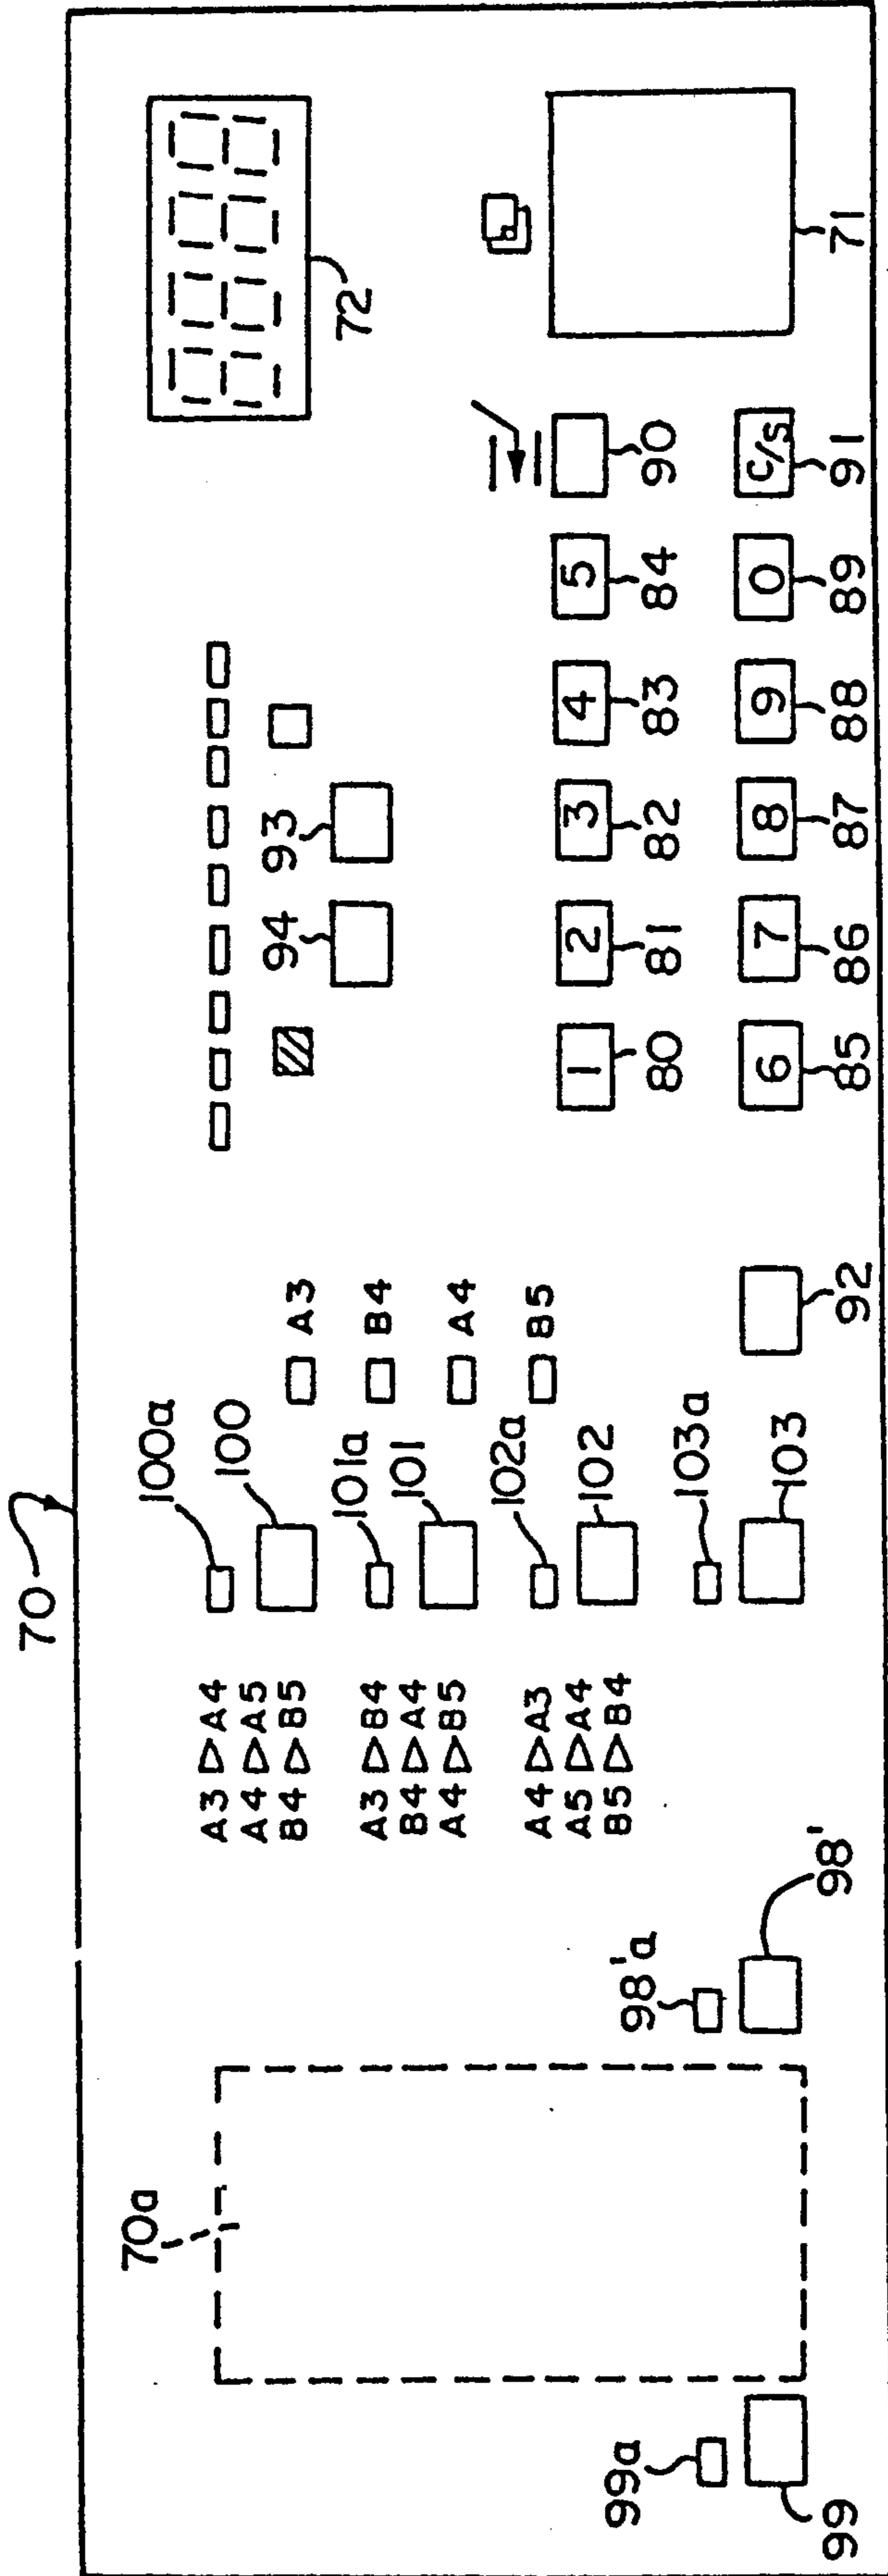 70
72
100a
100
A3
A3 ▷ A4
A4 ▷ A5
B4 ▷ B5
101a
101
B4
A3 ▷ B4
B4 ▷ A4
A4 ▷ B5
102a
102
A4
B5
A4 ▷ A3
A5 ▷ A4
B5 ▷ B4
103a
103
92
94
93
1
2
3
4
5
80
81
82
83
84
90
6
7
8
9
0
C/S
85
86
87
88
89
91
71
70a
98'a
98'
99a
99